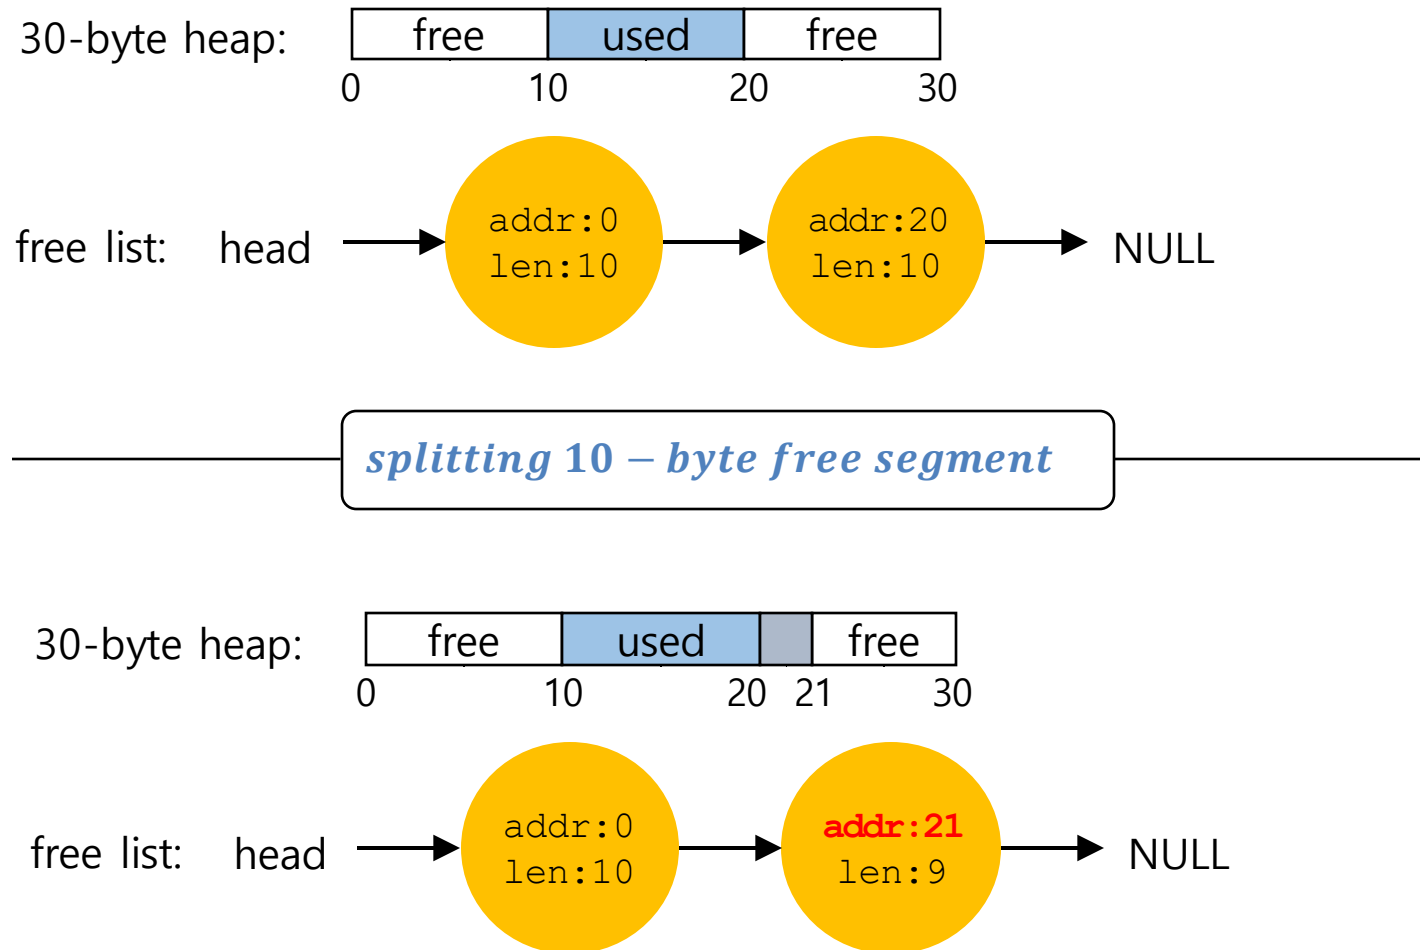 30-byte heap: free used free
0 10 20 30
addr:0 addr:20
free list: head NULL
len:10 len:10
splitting 10 − byte free segment
30-byte heap: free used free
0 10 20 21 30
addr:0 addr:21
free list: head NULL
len:10 len:9